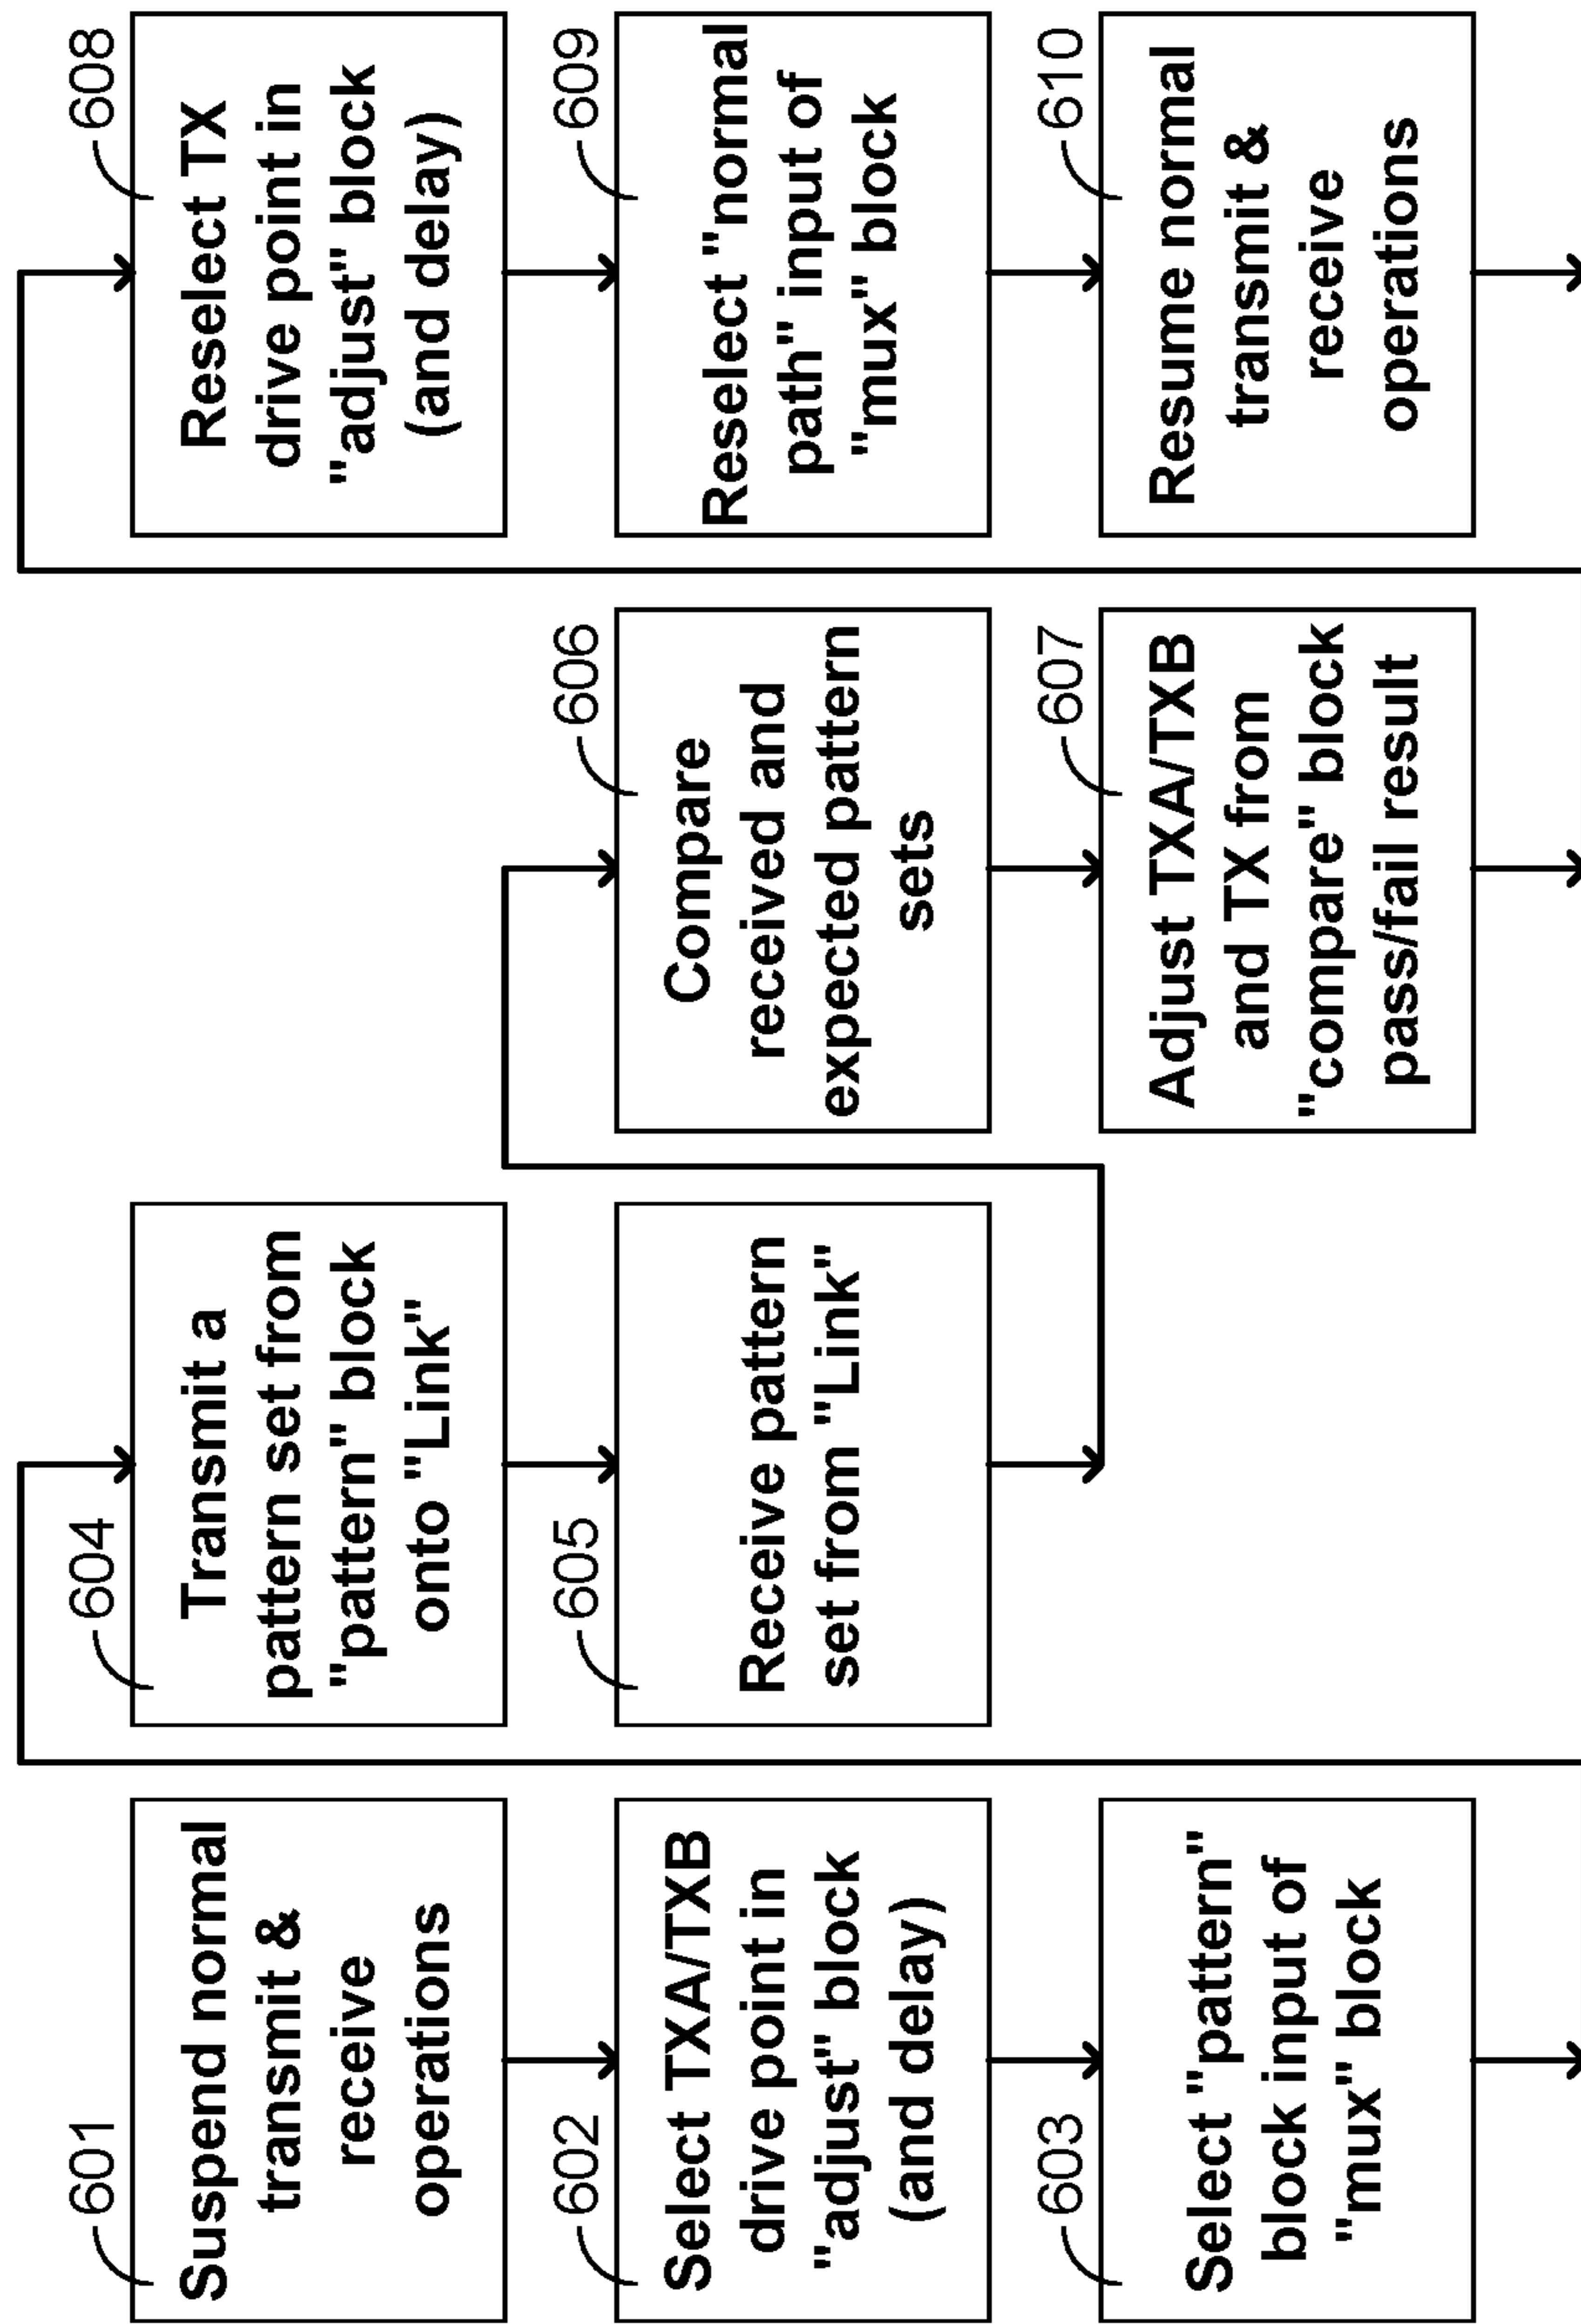 601
Suspend normal
transmit &
receive
operations
602
Select TXA/TXB
drive point in
"adjust" block
(and delay)
603
Select "pattern"
block input of
"mux" block
604
Transmit a
pattern set from
"pattern" block
onto "Link"
605
Receive pattern
set from "Link"
606
Compare
received and
expected pattern
sets
607
Adjust TXA/TXB
and TX from
"compare" block
pass/fail result
608
Reselect TX
drive point in
"adjust" block
(and delay)
609
Reselect "normal
path" input of
"mux" block
610
Resume normal
transmit &
receive
operations